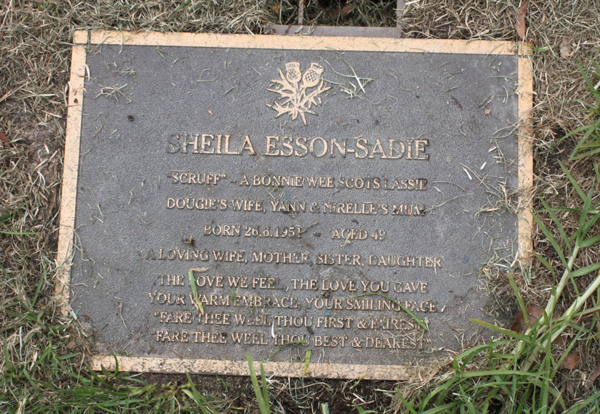 SHEILA ESSON-SADIE
"SCRUFF" - A BONNIE WEE SCOTS LASSIE
DOUGIE'S WIFE, YANN & MIRELLE'S MUM
BORN 26.8.1951 AGED 49
A LOVING WIFE, MOTHER, SISTER, DAUGHTER
THE LOVE WE FEEL, THE LOVE YOU GAVE
YOUR WARM EMBRACE, YOUR SMILING FACE
"FARE THEE WEEL THOU FIRST & FAIREST
"FARE THEE WEEL THOU BEST & DEAREST"